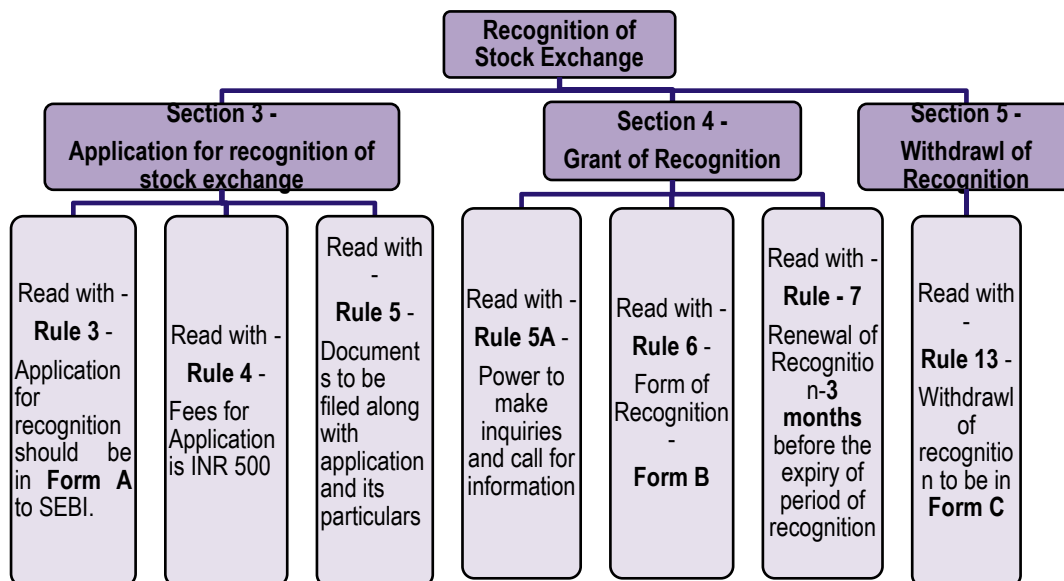 Recognition of
Stock Exchange
Section 3 -
Application for recognition of
stock exchange
Section 4 -
Grant of Recognition
Section 5 -
Withdrawl of
Recognition
Read with -
Rule 3 -
Application
for
recognition
should be
in Form A
to SEBI.
Read with -
Rule 4 -
Fees for
Application
is INR 500
Read with
-
Rule 5 -
Document
s to be
filed along
with
application
and its
particulars
Read with -
Rule 5A -
Power to
make
inquiries
and call for
information
Read with -
Rule 6 -
Form of
Recognition
-
Form B
Read with -
Rule - 7
Renewal of
Recognitio
n-3
months
before the
expiry of
period of
recognition
Read with
-
Rule 13 -
Withdrawl
of
recognitio
n to be in
Form C